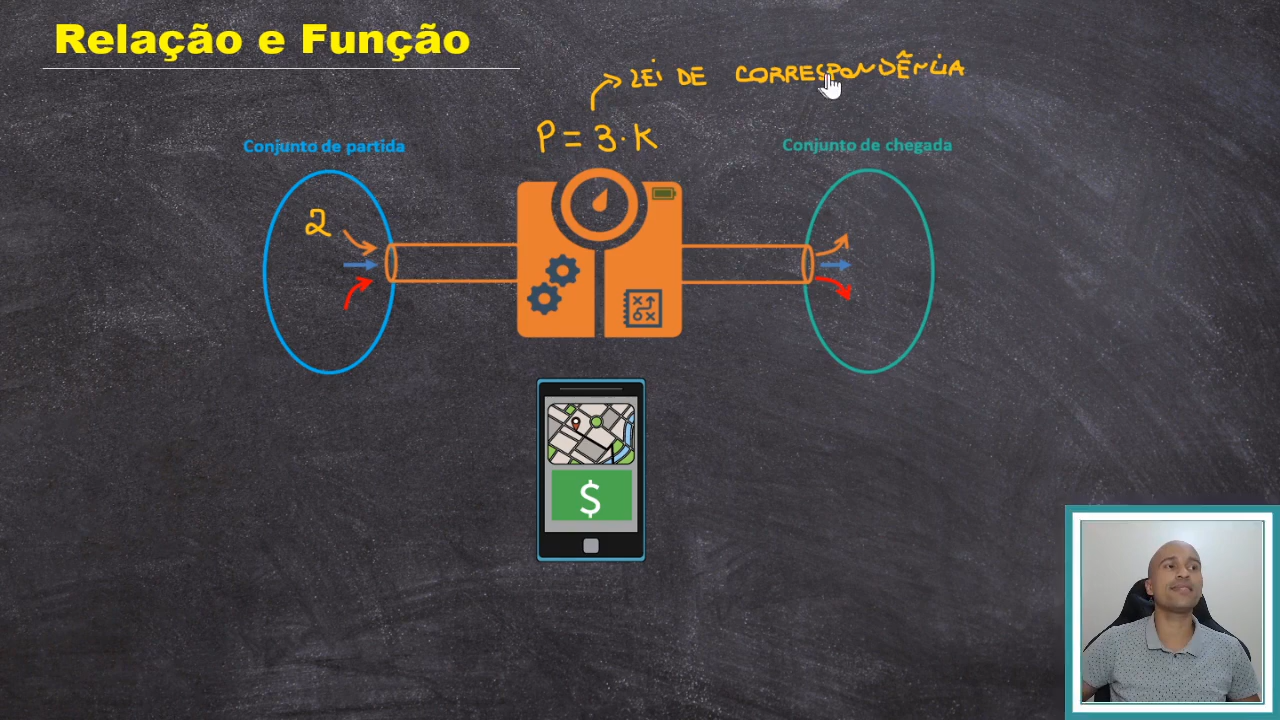 Relação e Função
LEI DE CORRESPONDÊNCIA
P = 3·K
Conjunto de partida
Conjunto de chegada
2
$